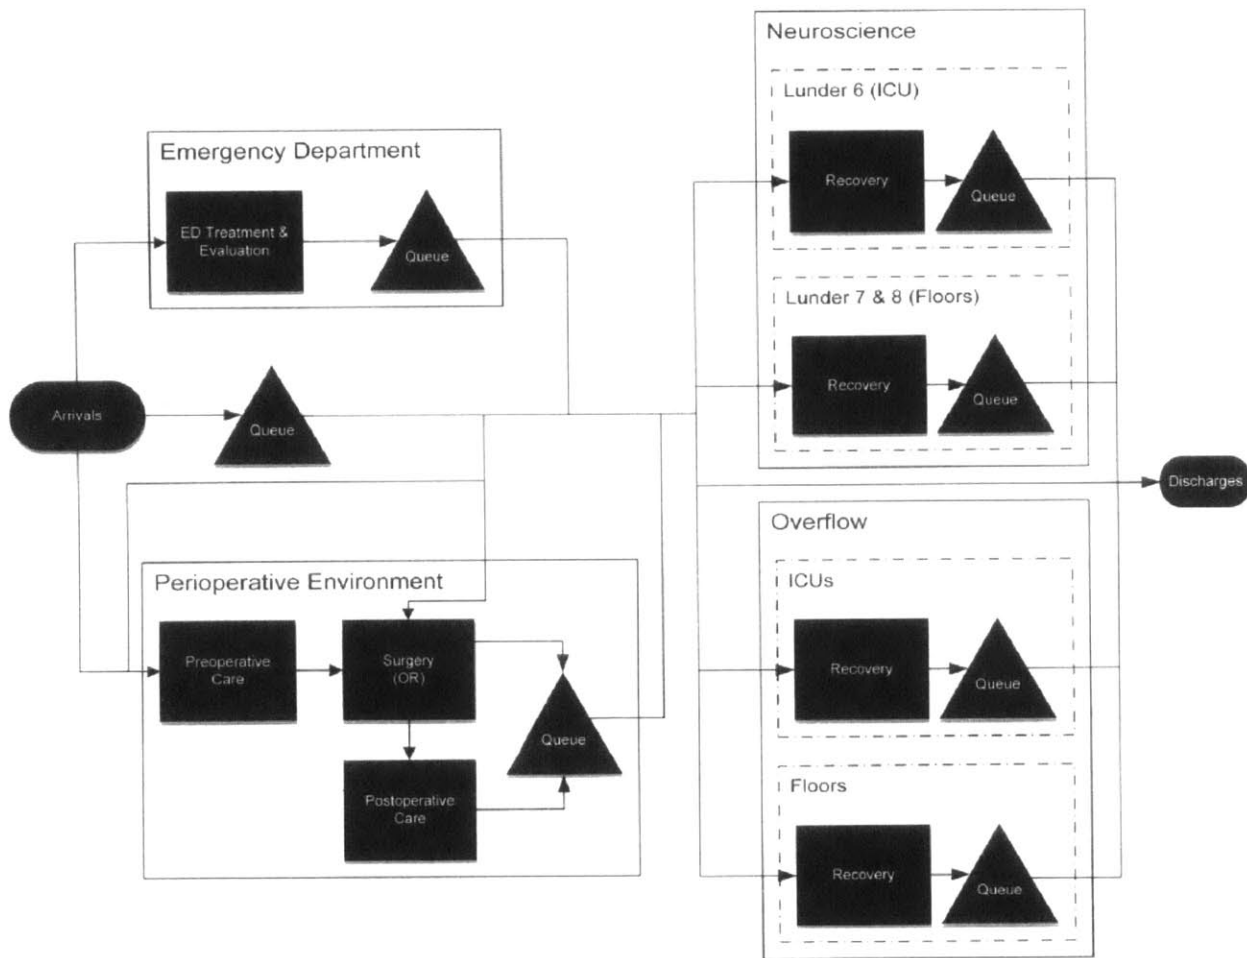 Neuroscience
Lunder 6 (ICU)
Recovery
Queue
Emergency Department
ED Treatment &
Evaluation
Queue
Lunder 7 & 8 (Floors)
Recovery
Queue
Arrivals
Queue
Discharges
Overflow
ICUs
Recovery
Queue
Perioperative Environment
Preoperative
Care
Surgery
(OR)
Queue
Postoperative
Care
Floors
Recovery
Queue